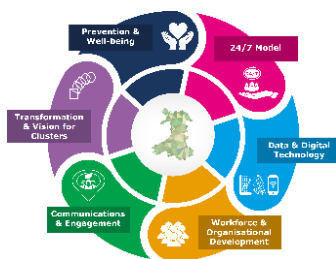 Prevention &
Well-being
24/7 Model
Data & Digital
Technology
Workforce &
Organisational
Development
Communications
& Engagement
Transformation
& Vision for
Clusters